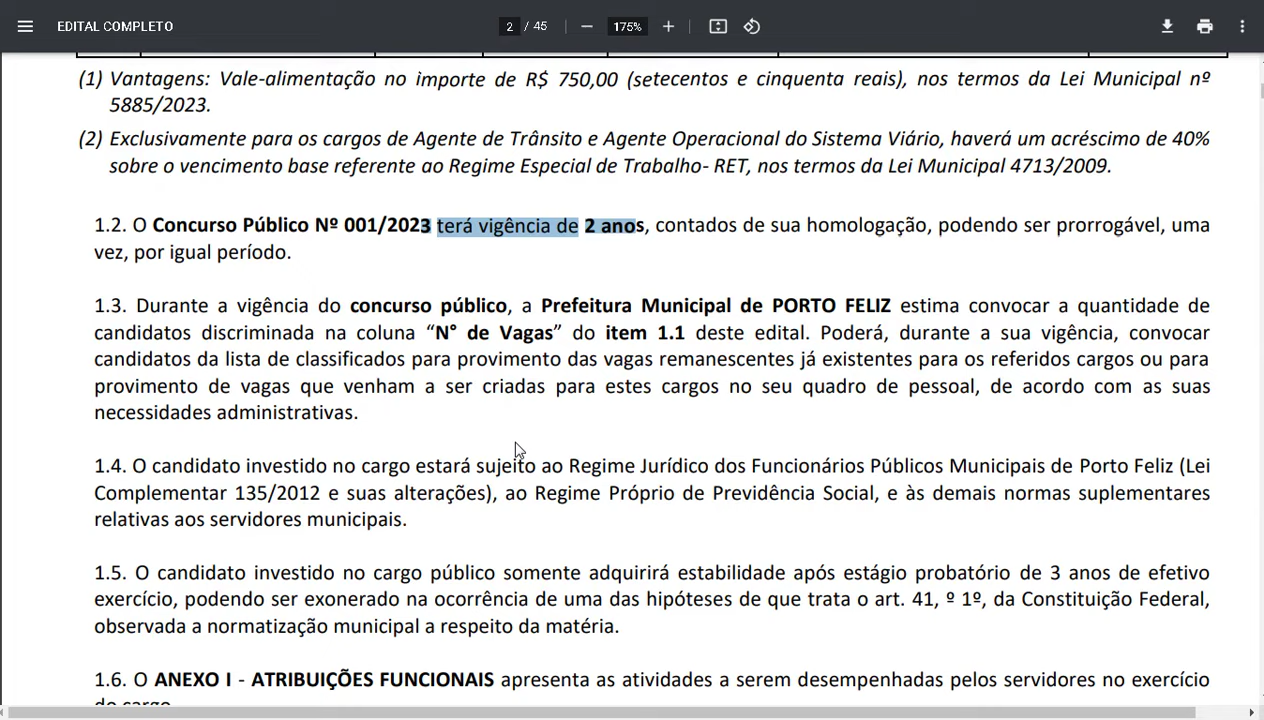 EDITAL COMPLETO
2 / 45
175%
(1) Vantagens: Vale-alimentação no importe de R$ 750,00 (setecentos e cinquenta reais), nos termos da Lei Municipal nº
5885/2023.
(2) Exclusivamente para os cargos de Agente de Trânsito e Agente Operacional do Sistema Viário, haverá um acréscimo de 40%
sobre o vencimento base referente ao Regime Especial de Trabalho- RET, nos termos da Lei Municipal 4713/2009.
1.2. O Concurso Público Nº 001/2023 terá vigência de 2 anos, contados de sua homologação, podendo ser prorrogável, uma
vez, por igual período.
1.3. Durante a vigência do concurso público, a Prefeitura Municipal de PORTO FELIZ estima convocar a quantidade de
candidatos discriminada na coluna “N° de Vagas” do item 1.1 deste edital. Poderá, durante a sua vigência, convocar
candidatos da lista de classificados para provimento das vagas remanescentes já existentes para os referidos cargos ou para
provimento de vagas que venham a ser criadas para estes cargos no seu quadro de pessoal, de acordo com as suas
necessidades administrativas.
1.4. O candidato investido no cargo estará sujeito ao Regime Jurídico dos Funcionários Públicos Municipais de Porto Feliz (Lei
Complementar 135/2012 e suas alterações), ao Regime Próprio de Previdência Social, e às demais normas suplementares
relativas aos servidores municipais.
1.5. O candidato investido no cargo público somente adquirirá estabilidade após estágio probatório de 3 anos de efetivo
exercício, podendo ser exonerado na ocorrência de uma das hipóteses de que trata o art. 41, º 1º, da Constituição Federal,
observada a normatização municipal a respeito da matéria.
1.6. O ANEXO I - ATRIBUIÇÕES FUNCIONAIS apresenta as atividades a serem desempenhadas pelos servidores no exercício
do cargo